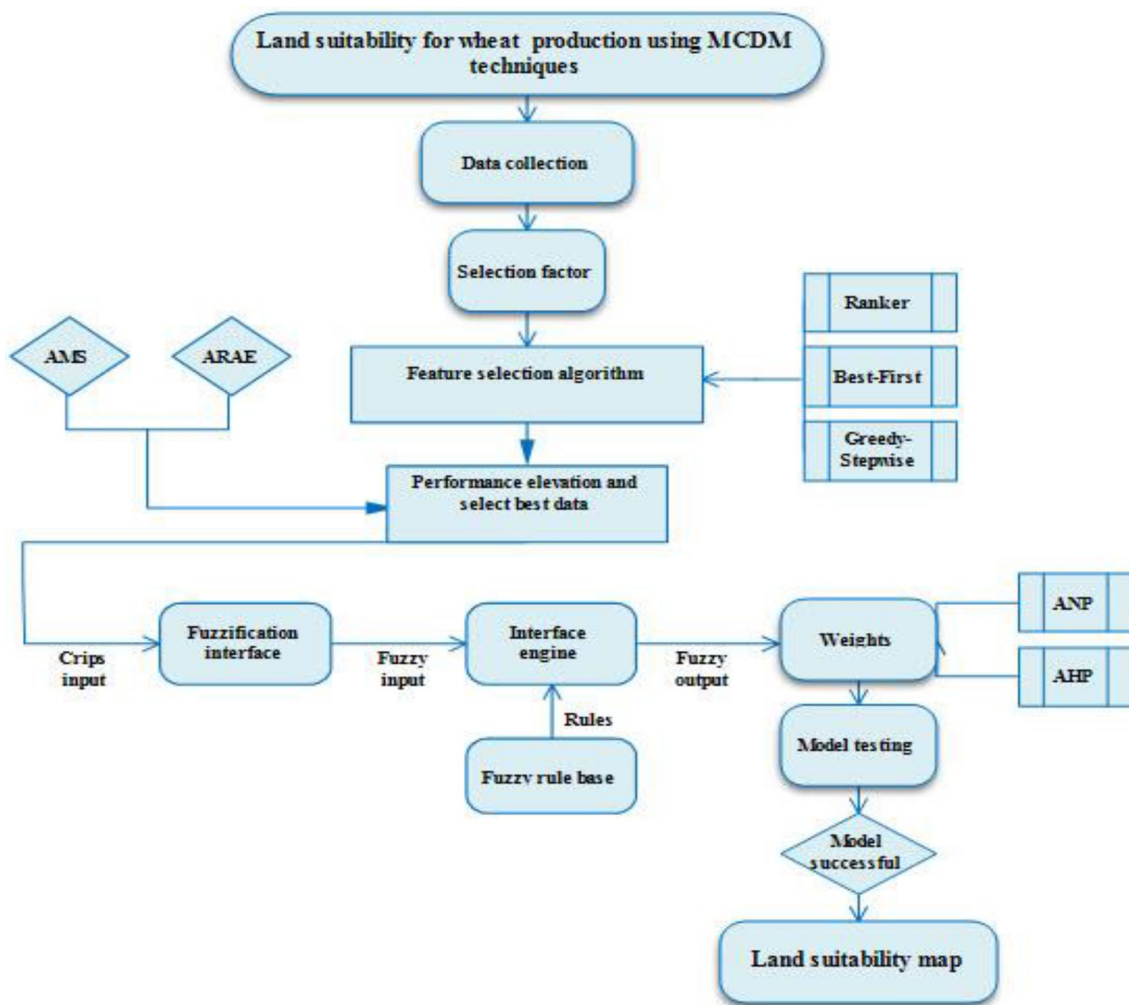 Land suitability for wheat production using MCDM
techniques
Data collection
Selection factor
Ranker
AMS
ARAE
Feature selection algorithm
Best-First
Greedy-
Stepwise
Performance elevation and
select best data
Fuzzification
interface
Interface
engine
Weights
ANP
Crips
input
Fuzzy
input
Fuzzy
output
AHP
Rules
Fuzzy rule base
Model testing
Model
successful
Land suitability map